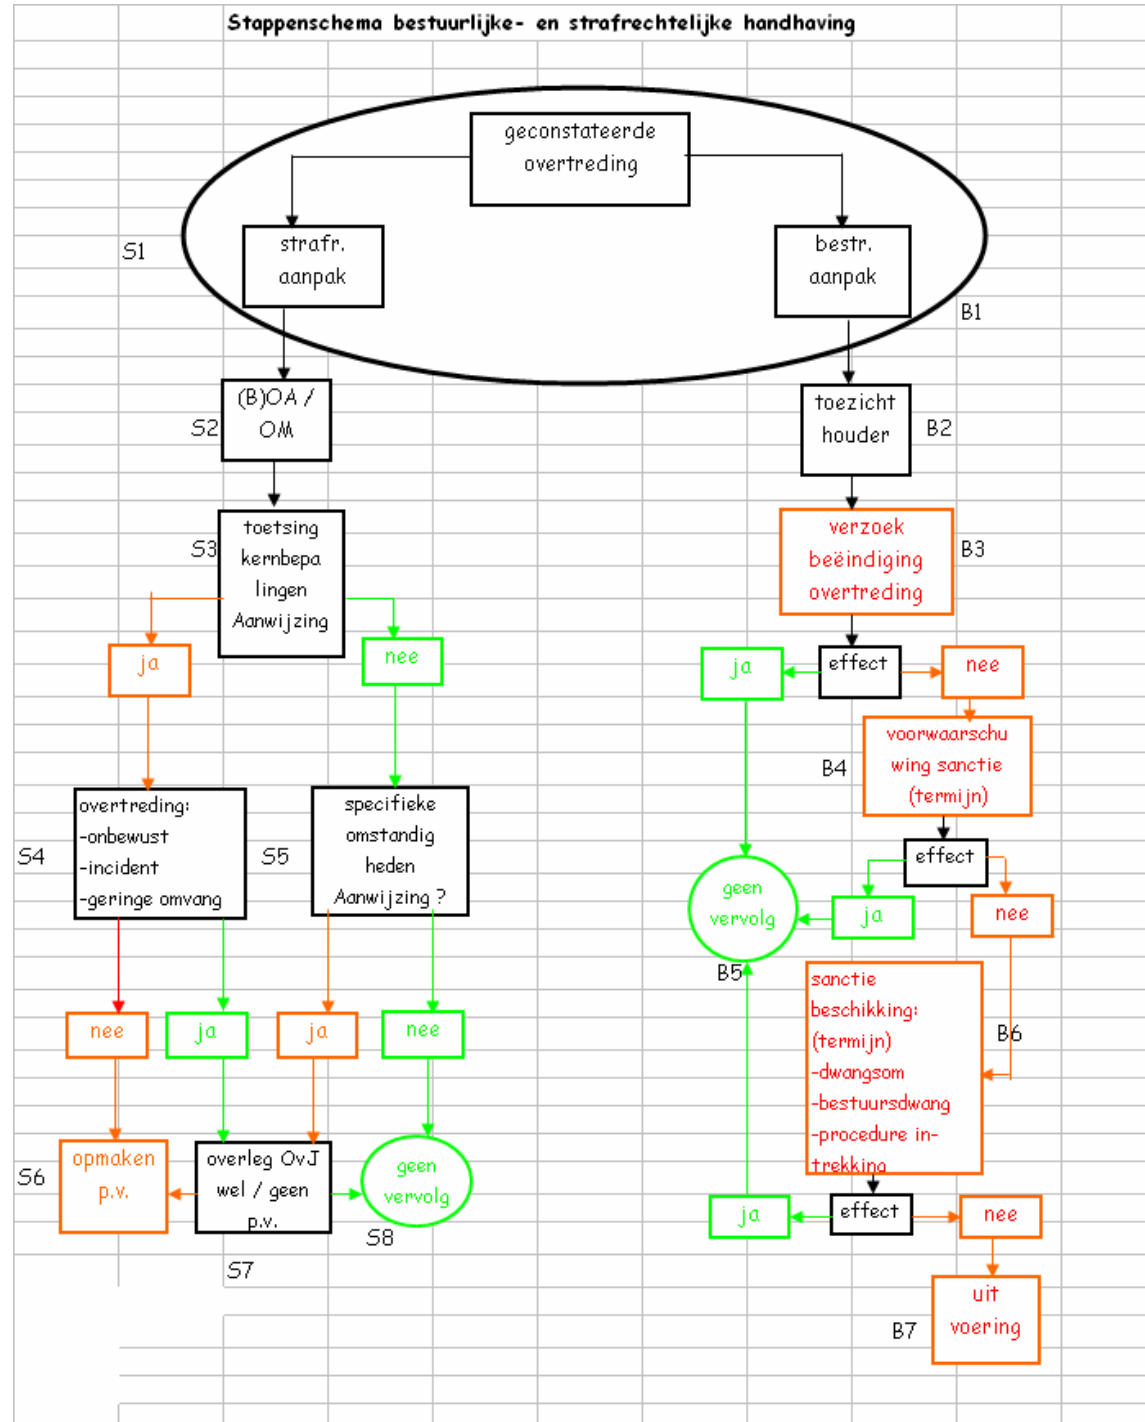 Stappenschema bestuurlijke- en strafrechtelijke handhaving
geconstateerde
overtreding
S1
strafr.
aanpak
bestr.
aanpak
B1
S2
(B)OA /
OM
toezicht
houder
B2
S3
toetsing
kernbepa
lingen
Aanwijzing
verzoek
beëindiging
overtreding
B3
ja
nee
ja
effect
nee
B4
voorwaarschu
wing sanctie
(termijn)
S4
overtreding:
-onbewust
-incident
-geringe omvang
S5
specifieke
omstandig
heden
Aanwijzing ?
effect
geen
vervolg
ja
nee
B5
sanctie
beschikking:
(termijn)
-dwangsom
-bestuursdwang
-procedure in-
trekking
B6
nee
ja
ja
nee
S6
opmaken
p.v.
overleg OvJ
wel / geen
p.v.
geen
vervolg
S8
S7
ja
effect
nee
B7
uit
voering